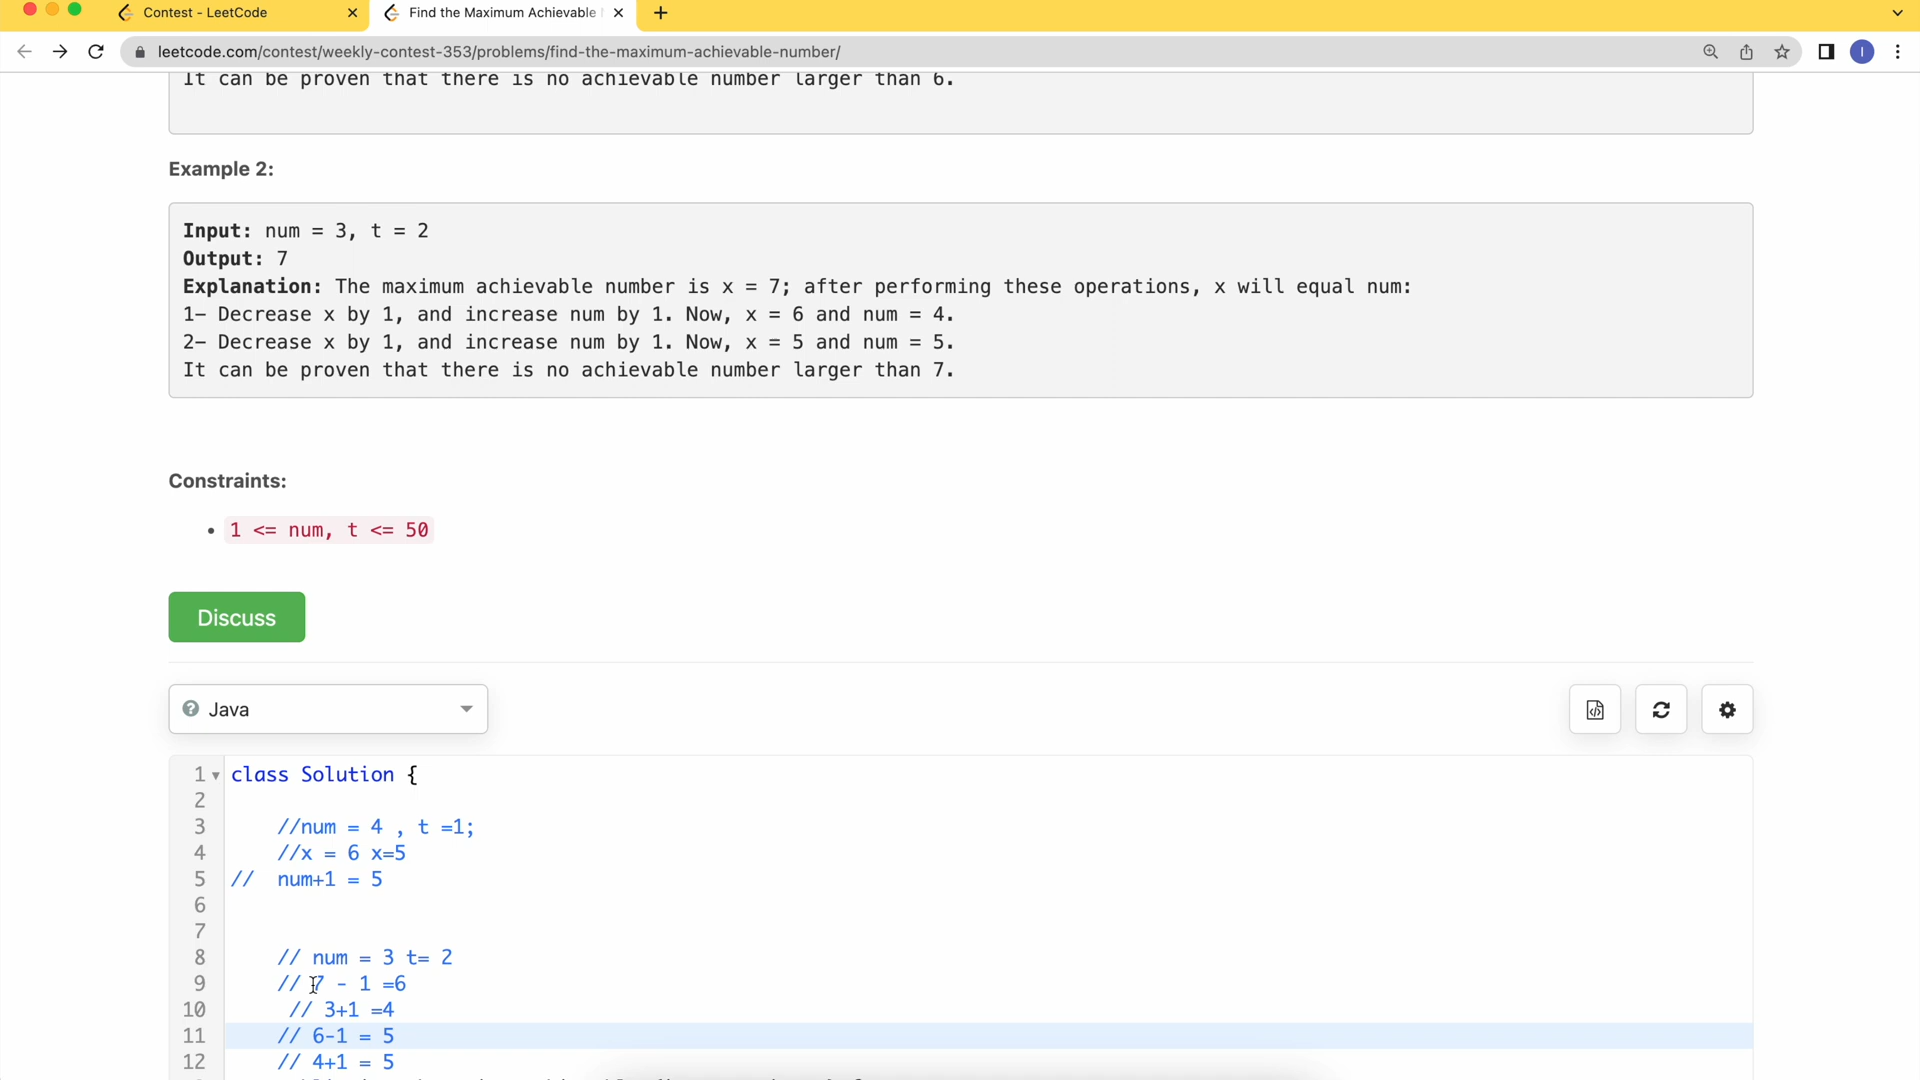 Contest - LeetCode
Find the Maximum Achievable
leetcode.com/contest/weekly-contest-353/problems/find-the-maximum-achievable-number/
I
It can be proven that there is no achievable number larger than 6.
Example 2:
Input: num = 3, t = 2
Output: 7
Explanation: The maximum achievable number is x = 7; after performing these operations, x will equal num:
1- Decrease x by 1, and increase num by 1. Now, x = 6 and num = 4.
2- Decrease x by 1, and increase num by 1. Now, x = 5 and num = 5.
It can be proven that there is no achievable number larger than 7.
Constraints:
• 1 <= num, t <= 50
Discuss
Java
1 class Solution {
2
3 //num = 4 , t =1;
4 //x = 6 x=5
5 // num+1 = 5
6
7
8 // num = 3 t= 2
9 // 7 - 1 =6
10 // 3+1 =4
11 // 6-1 = 5
12 // 4+1 = 5